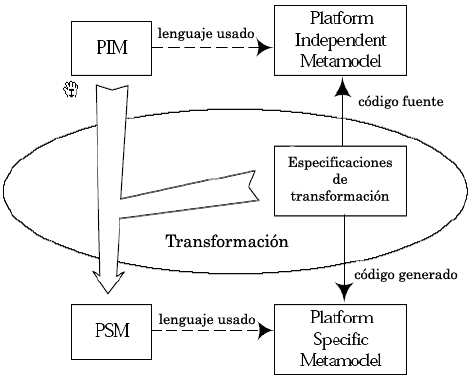 PIM
lenguaje usado
Platform
Independent
Metamodel
código fuente
Especificaciones
de
transformación
Transformación
código generado
PSM
lenguaje usado
Platform
Specific
Metamoclel